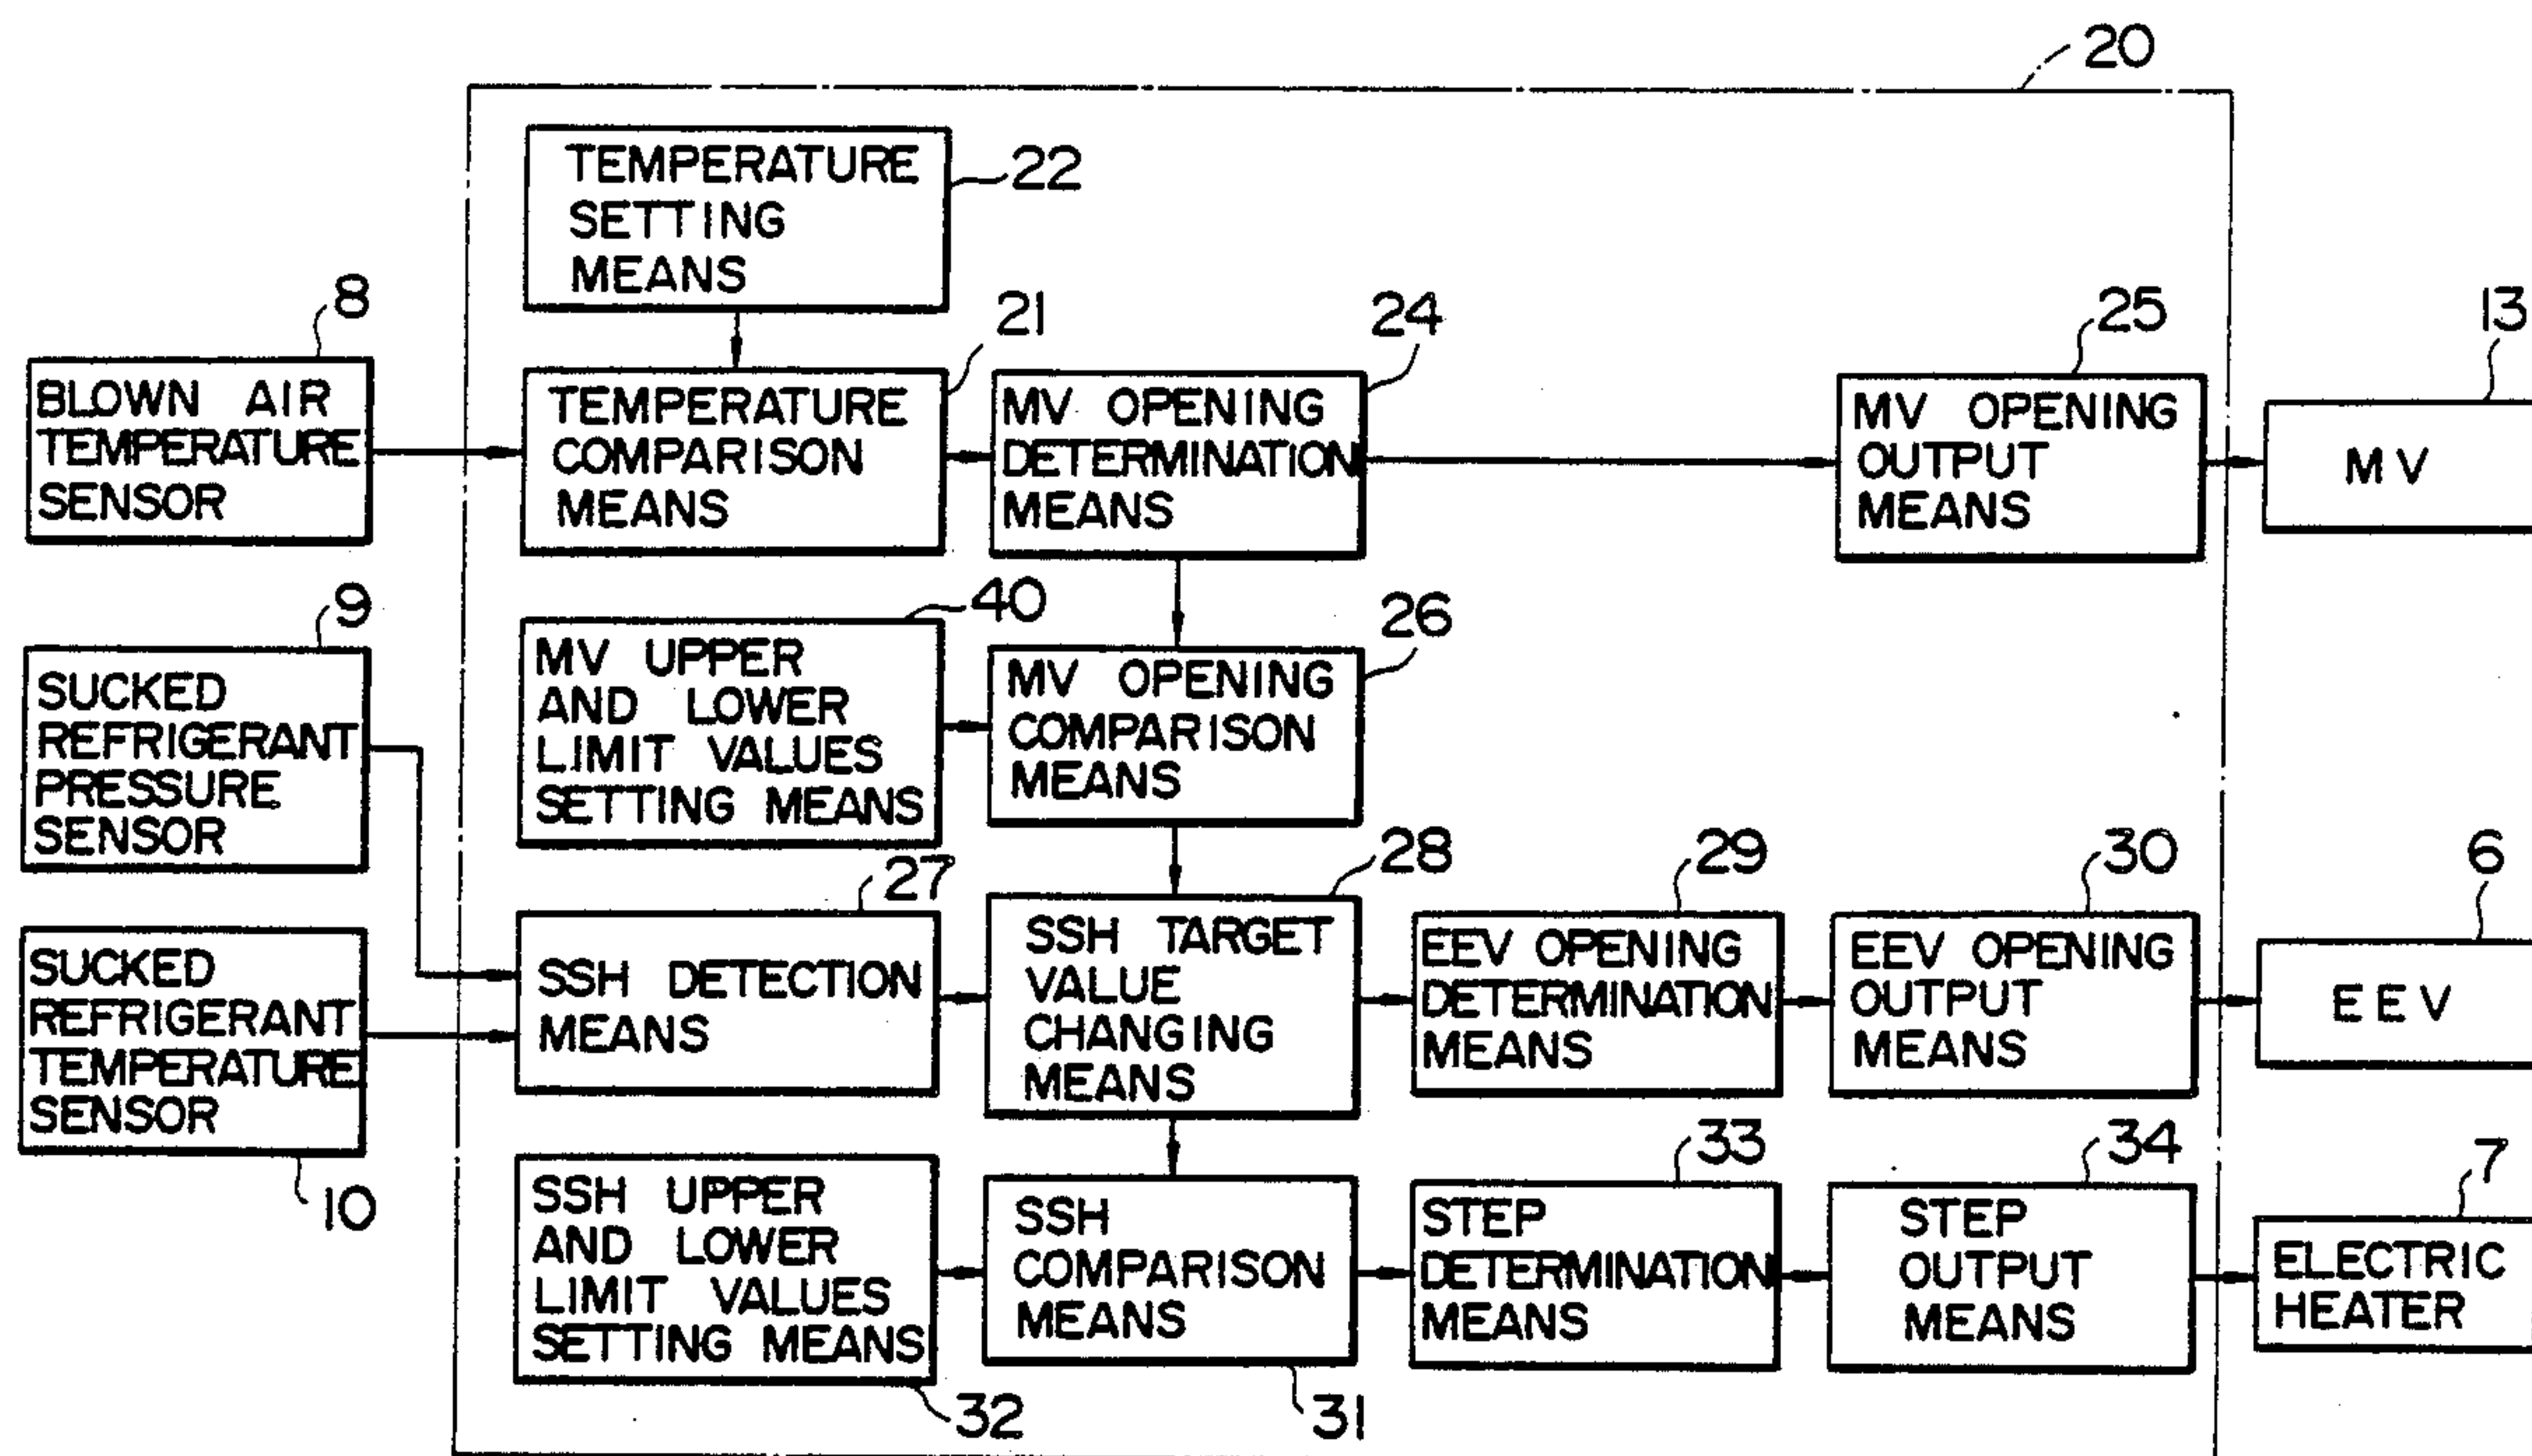 20
TEMPERATURE
SETTING
MEANS
22
8
BLOWN AIR
TEMPERATURE
SENSOR
21
TEMPERATURE
COMPARISON
MEANS
24
MV OPENING
DETERMINATION
MEANS
25
MV OPENING
OUTPUT
MEANS
13
MV
9
SUCKED
REFRIGERANT
PRESSURE
SENSOR
40
MV UPPER
AND LOWER
LIMIT VALUES
SETTING MEANS
26
MV OPENING
COMPARISON
MEANS
SUCKED
REFRIGERANT
TEMPERATURE
SENSOR
10
27
SSH DETECTION
MEANS
28
SSH TARGET
VALUE
CHANGING
MEANS
29
EEV OPENING
DETERMINATION
MEANS
30
EEV OPENING
OUTPUT
MEANS
6
EEV
SSH UPPER
AND LOWER
LIMIT VALUES
SETTING MEANS
32
SSH
COMPARISON
MEANS
31
33
STEP
DETERMINATION
MEANS
34
STEP
OUTPUT
MEANS
7
ELECTRIC
HEATER